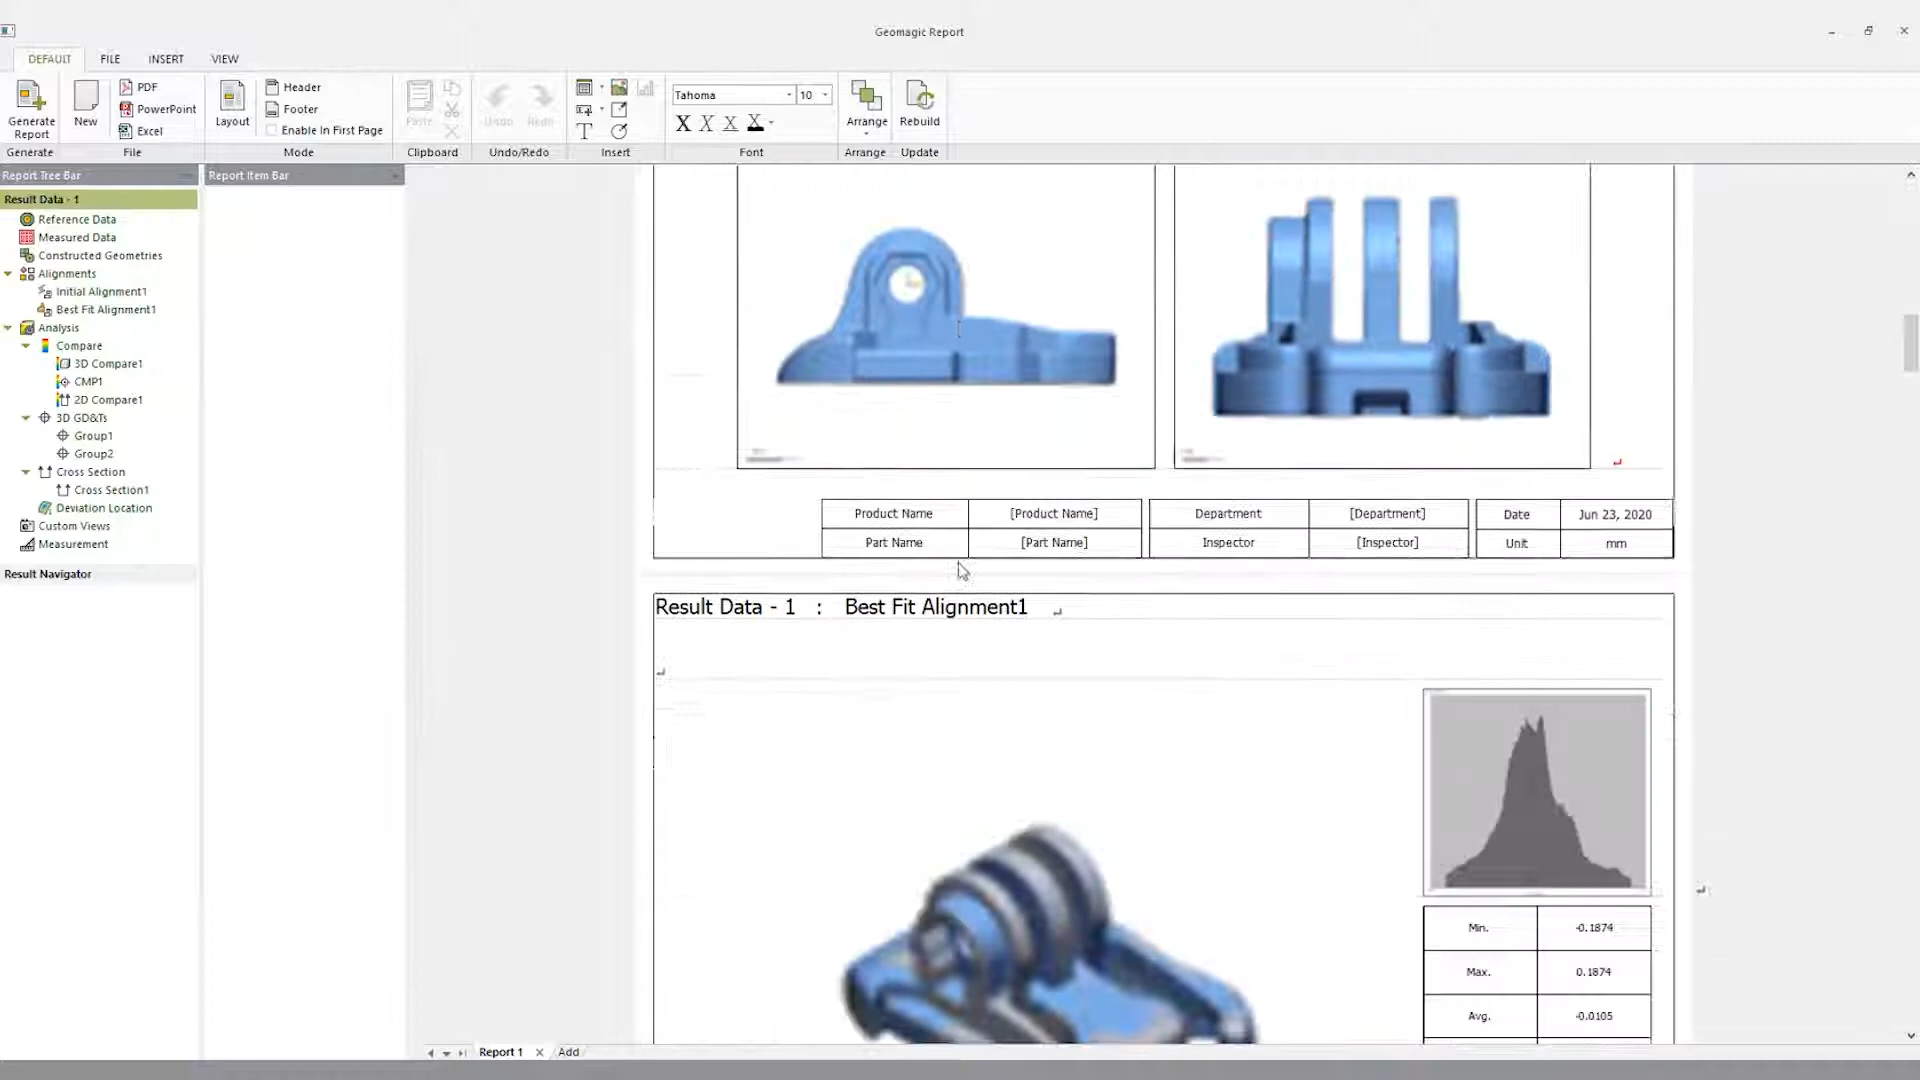 Geomagic Report
DEFAULT FILE INSERT VIEW
Generate Report
New
PDF
PowerPoint
Excel
Layout
Header
Footer
Enable In First Page
Paste
Undo Redo
Tahoma 10
X X X X
Arrange
Rebuild
Generate File Mode Clipboard Undo/Redo Insert Font Arrange Update
Report Tree Bar
Report Item Bar
Result Data - 1
Reference Data
Measured Data
Constructed Geometries
Alignments
Initial Alignment1
Best Fit Alignment1
Analysis
Compare
3D Compare1
CMP1
2D Compare1
3D GD&Ts
Group1
Group2
Cross Section
Cross Section1
Deviation Location
Custom Views
Measurement
Result Navigator
Product Name [Product Name] Department [Department] Date Jun 23, 2020
Part Name [Part Name] Inspector [Inspector] Unit mm
Result Data - 1 : Best Fit Alignment1
Min. -0.1874
Max. 0.1874
Avg. -0.0105
Report 1 Add